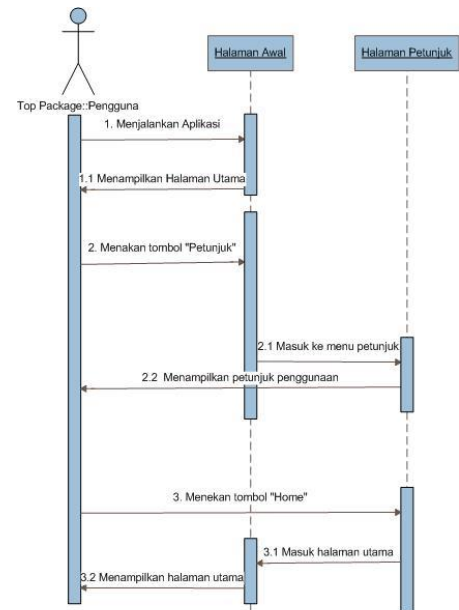 Halaman Awal
Halaman Petunjuk
Top Package::Pengguna
1. Menjalankan Aplikasi
1.1 Menampilkan Halaman Utama
2. Menakan tombol "Petunjuk"
2.1 Masuk ke menu petunjuk
2.2 Menampilkan petunjuk penggunaan
3. Menekan tombol "Home"
3.1 Masuk halaman utama
3.2 Menampilkan halaman utama